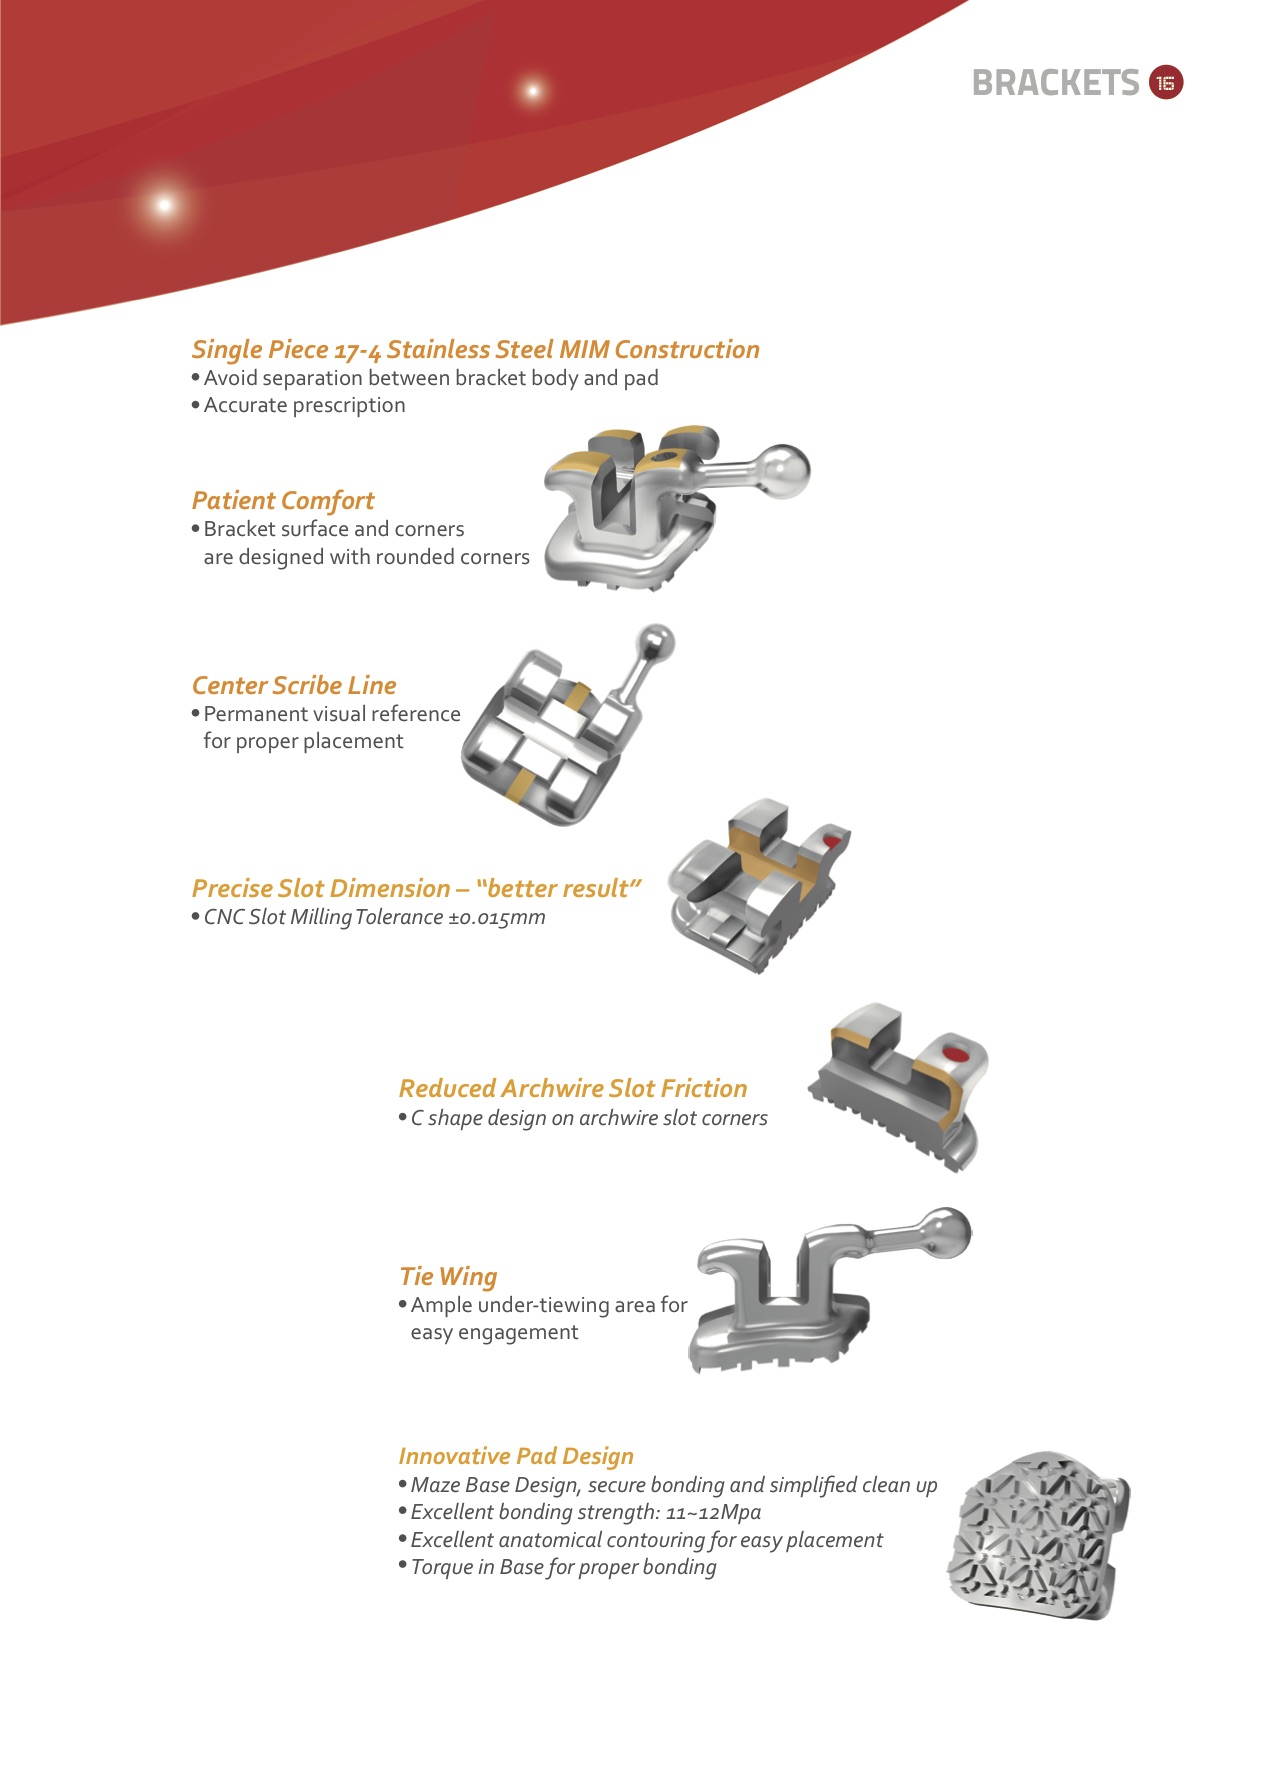 BRACKETS 16
Single Piece 17-4 Stainless Steel MIM Construction
• Avoid separation between bracket body and pad
• Accurate prescription
Patient Comfort
• Bracket surface and corners
are designed with rounded corners
Center Scribe Line
• Permanent visual reference
for proper placement
Precise Slot Dimension – “better result”
• CNC Slot Milling Tolerance ±0.015mm
Reduced Archwire Slot Friction
• C shape design on archwire slot corners
Tie Wing
• Ample under-tiewing area for
easy engagement
Innovative Pad Design
• Maze Base Design, secure bonding and simplified clean up
• Excellent bonding strength: 11~12Mpa
• Excellent anatomical contouring for easy placement
• Torque in Base for proper bonding